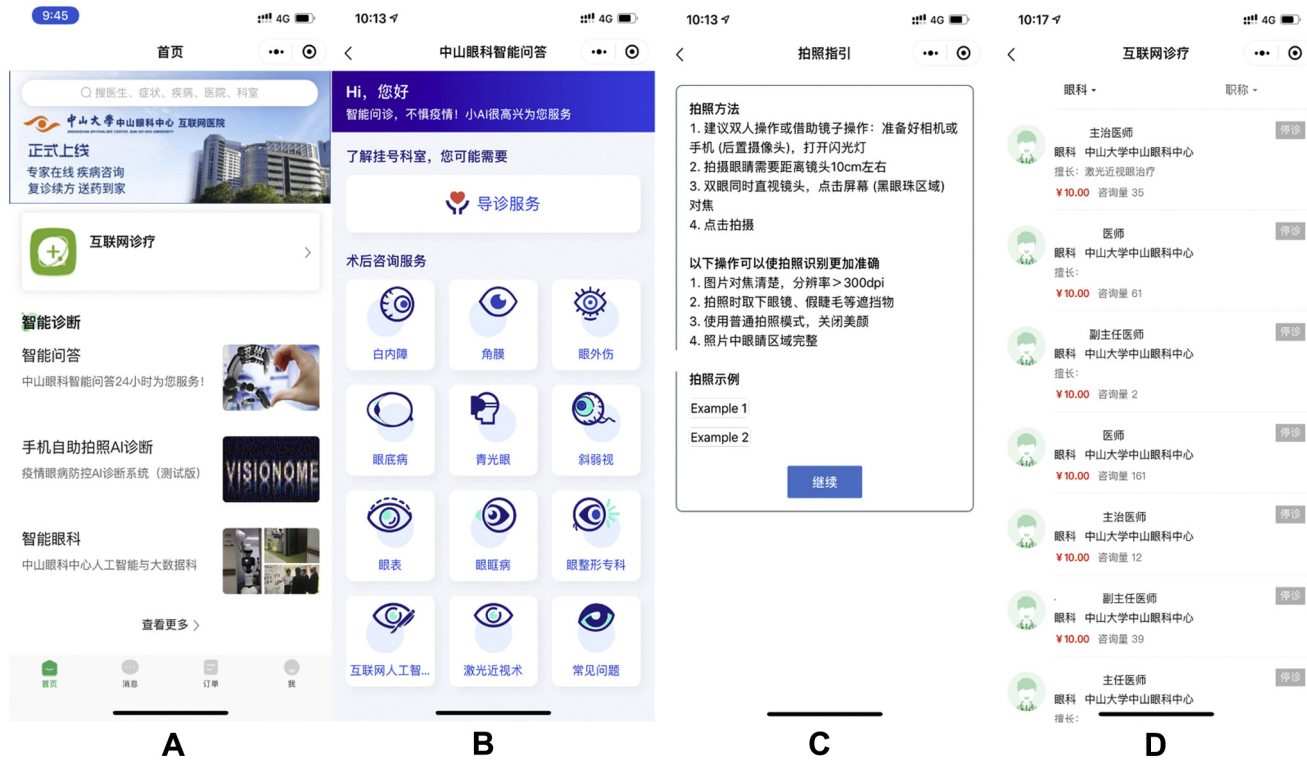 9:45
4G
首页
搜医生、症状、疾病、医院、科室
中山大学中山眼科中心 互联网医院
正式上线
专家在线 疾病咨询
复诊续方 送药到家
互联网诊疗
智能诊断
智能问答
中山眼科智能问答24小时为您服务!
手机自助拍照AI诊断
疫情眼病防控AI诊断系统（测试版）
VISIONOME
智能眼科
中山眼科中心人工智能与大数据科
查看更多
首页
消息
订单
我
A
10:13
4G
中山眼科智能问答
Hi，您好
智能问诊，不惧疫情！小AI很高兴为您服务
了解挂号科室，您可能需要
导诊服务
术后咨询服务
白内障
角膜
眼外伤
眼底病
青光眼
斜弱视
眼表
眼眶病
眼整形专科
互联网人工智...
激光近视术
常见问题
B
10:13
4G
拍照指引
拍照方法
1. 建议双人操作或借助镜子操作：准备好相机或
手机 (后置摄像头)，打开闪光灯
2. 拍摄眼睛需要距离镜头10cm左右
3. 双眼同时直视镜头，点击屏幕 (黑眼珠区域)
对焦
4. 点击拍摄
以下操作可以使拍照识别更加准确
1. 图片对焦清楚，分辨率＞300dpi
2. 拍照时取下眼镜、假睫毛等遮挡物
3. 使用普通拍照模式，关闭美颜
4. 照片中眼睛区域完整
拍照示例
Example 1
Example 2
继续
C
10:17
4G
互联网诊疗
眼科
职称
主治医师
停诊
眼科 中山大学中山眼科中心
擅长：激光近视眼治疗
￥10.00 咨询量 35
医师
停诊
眼科 中山大学中山眼科中心
擅长：
￥10.00 咨询量 61
副主任医师
停诊
眼科 中山大学中山眼科中心
擅长：
￥10.00 咨询量 2
医师
停诊
眼科 中山大学中山眼科中心
￥10.00 咨询量 161
主治医师
停诊
眼科 中山大学中山眼科中心
￥10.00 咨询量 12
副主任医师
停诊
眼科 中山大学中山眼科中心
￥10.00 咨询量 39
主任医师
停诊
眼科 中山大学中山眼科中心
擅长：
D